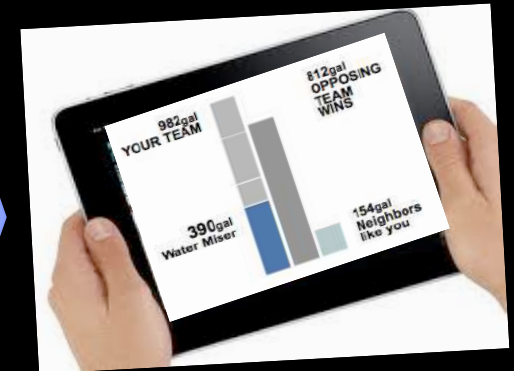 982gal
YOUR TEAM
812gal
OPPOSING
TEAM
WINS
390gal
Water Miser
154gal
Neighbors
like you